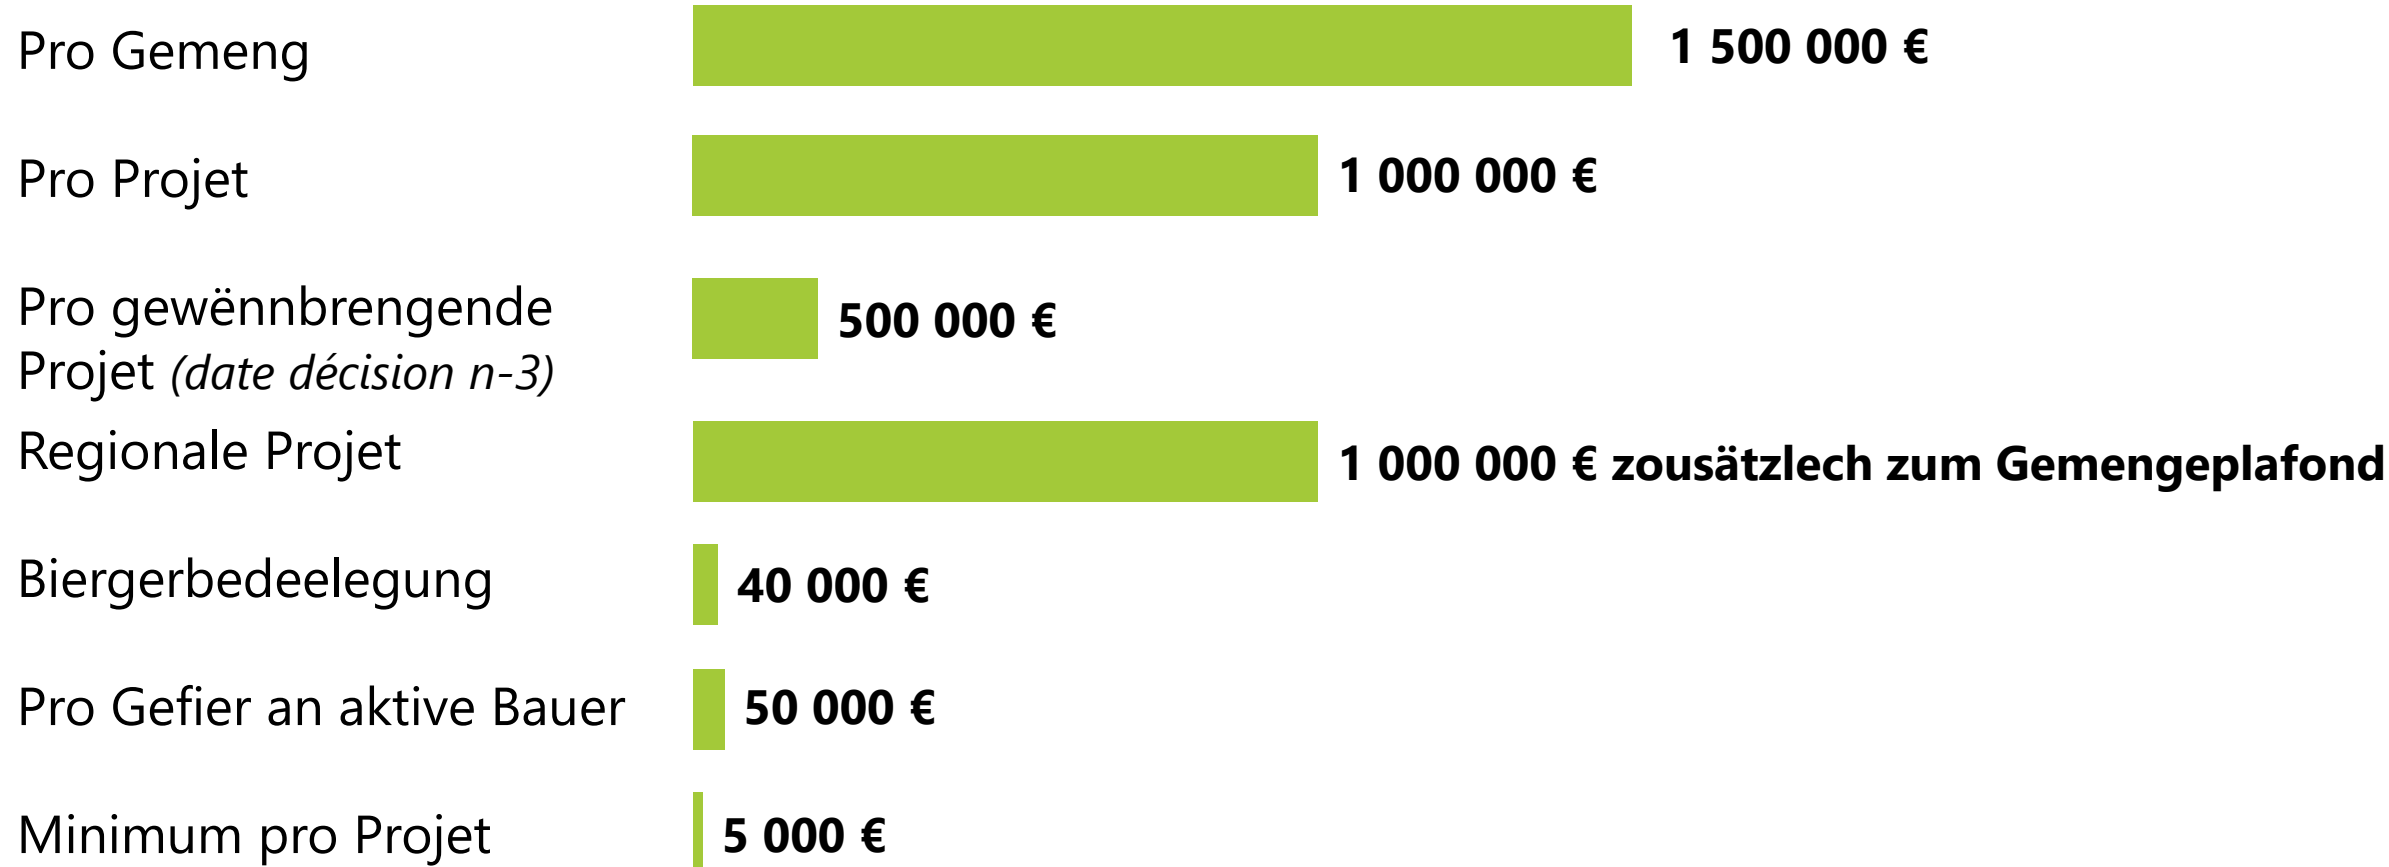 Pro Gemeng 1 500 000 €
Pro Projet 1 000 000 €
Pro gewënnbrengende
Projet (date décision n-3) 500 000 €
Regionale Projet 1 000 000 € zousätzlech zum Gemengeplafond
Biergerbedeelegung 40 000 €
Pro Gefier an aktive Bauer 50 000 €
Minimum pro Projet 5 000 €